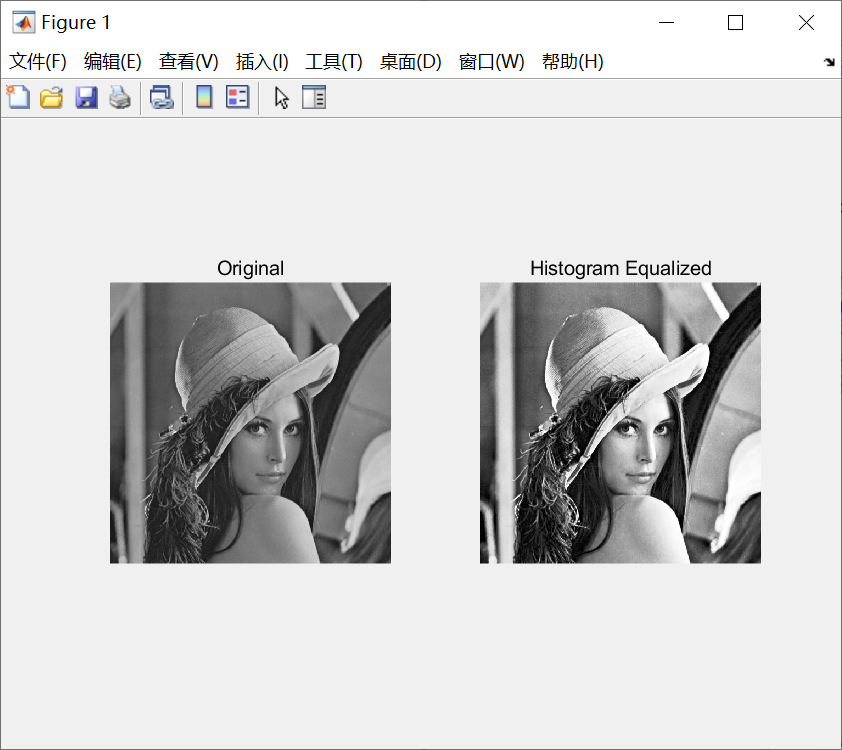 Figure 1
文件(F) 编辑(E) 查看(V) 插入(I) 工具(T) 桌面(D) 窗口(W) 帮助(H)
Original Histogram Equalized